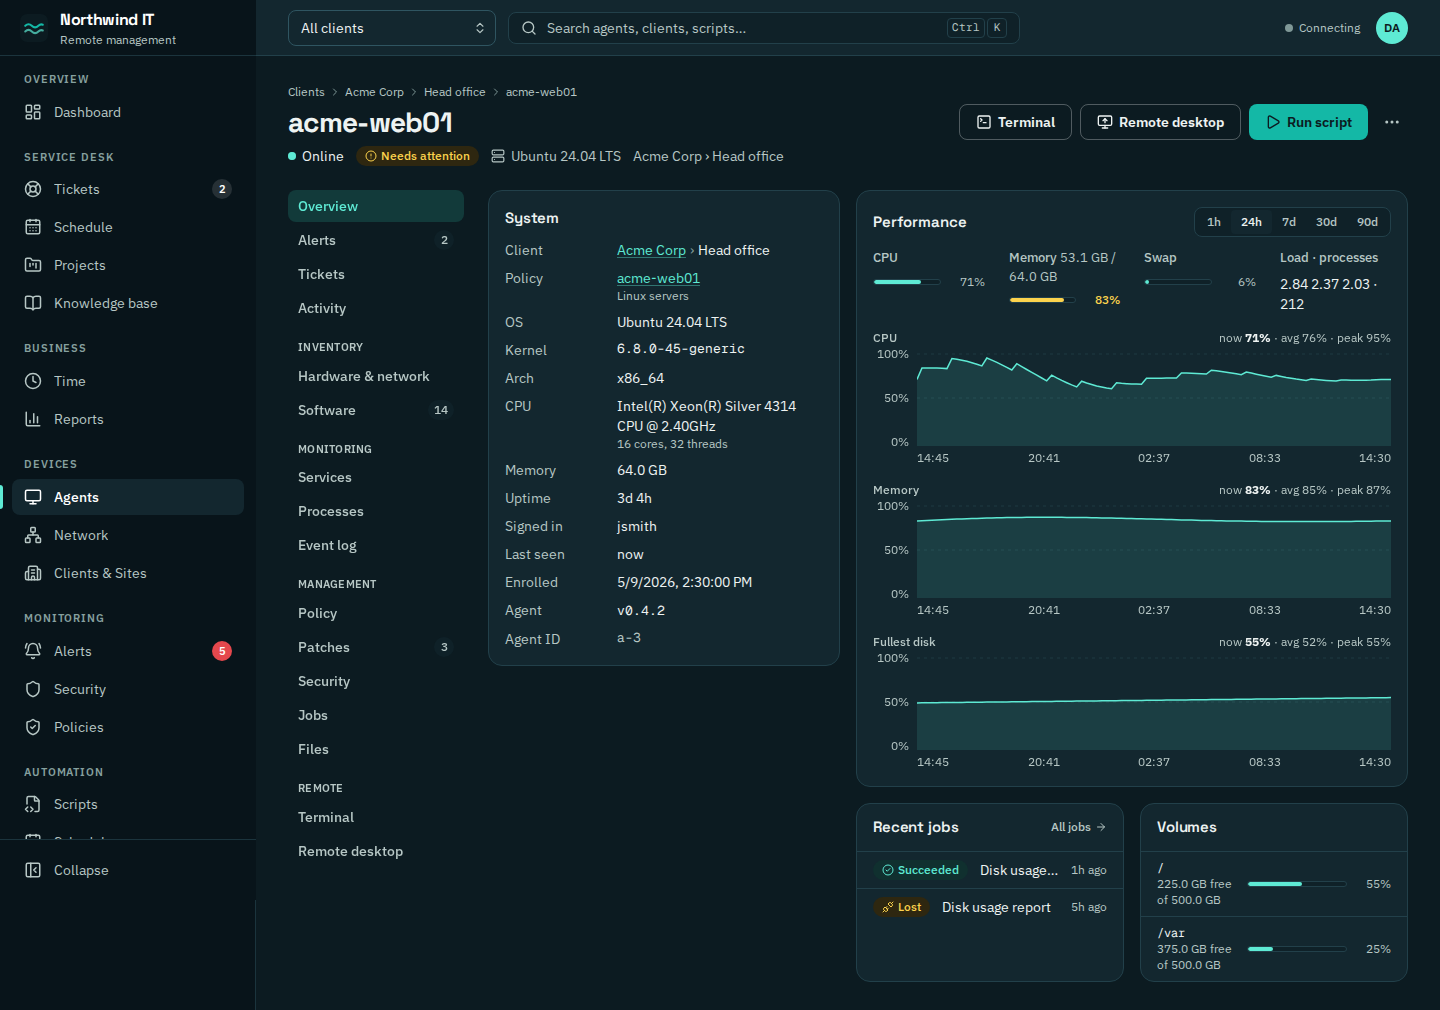 Northwind IT
Remote management
All clients
Search agents, clients, scripts...
Ctrl K
Connecting
DA
OVERVIEW
Dashboard
SERVICE DESK
Tickets 2
Schedule
Projects
Knowledge base
BUSINESS
Time
Reports
DEVICES
Agents
Network
Clients & Sites
MONITORING
Alerts 5
Security
Policies
AUTOMATION
Scripts
Collapse
Clients > Acme Corp > Head office > acme-web01
acme-web01
Terminal
Remote desktop
Run script
Online
Needs attention
Ubuntu 24.04 LTS
Acme Corp › Head office
Overview
Alerts 2
Tickets
Activity
INVENTORY
Hardware & network
Software 14
MONITORING
Services
Processes
Event log
MANAGEMENT
Policy
Patches 3
Security
Jobs
Files
REMOTE
Terminal
Remote desktop
System
Client Acme Corp › Head office
Policy acme-web01
Linux servers
OS Ubuntu 24.04 LTS
Kernel 6.8.0-45-generic
Arch x86_64
CPU Intel(R) Xeon(R) Silver 4314
CPU @ 2.40GHz
16 cores, 32 threads
Memory 64.0 GB
Uptime 3d 4h
Signed in jsmith
Last seen now
Enrolled 5/9/2026, 2:30:00 PM
Agent v0.4.2
Agent ID a-3
Performance
1h 24h 7d 30d 90d
CPU
71%
Memory 53.1 GB /
64.0 GB
83%
Swap
6%
Load · processes
2.84 2.37 2.03 ·
212
CPU now 71% · avg 76% · peak 95%
100%
50%
0%
14:45 20:41 02:37 08:33 14:30
Memory now 83% · avg 85% · peak 87%
100%
50%
0%
14:45 20:41 02:37 08:33 14:30
Fullest disk now 55% · avg 52% · peak 55%
100%
50%
0%
14:45 20:41 02:37 08:33 14:30
Recent jobs All jobs →
Succeeded Disk usage... 1h ago
Lost Disk usage report 5h ago
Volumes
/
225.0 GB free
of 500.0 GB
55%
/var
375.0 GB free
of 500.0 GB
25%